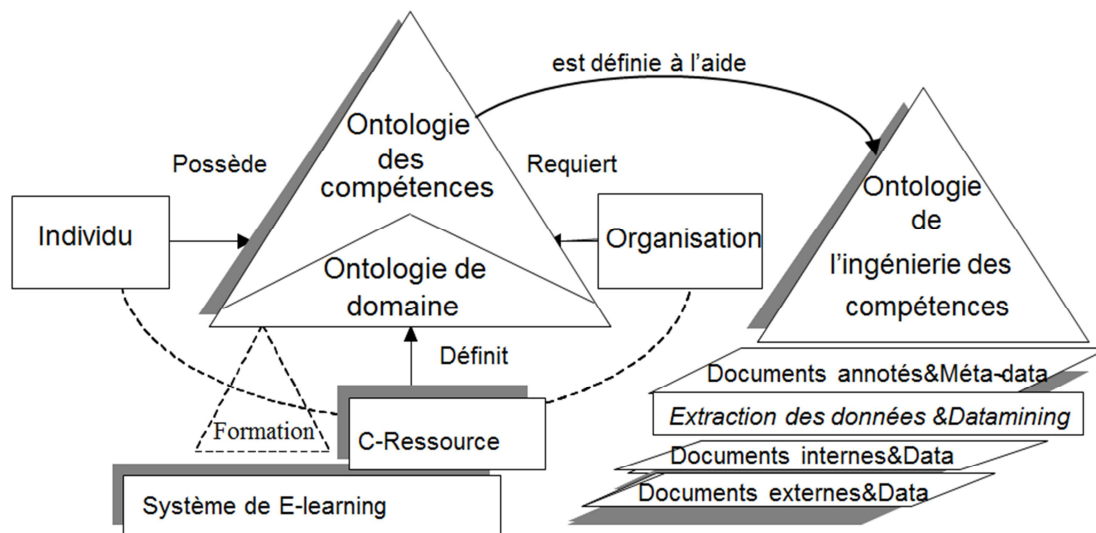 est définie à l'aide
Ontologie
des
compétences
Possède
Requiert
Individu
Organisation
Ontologie de
domaine
Ontologie
de
l'ingénierie des
compétences
Définit
Formation
C-Ressource
Système de E-learning
Documents annotés&Méta-data
Extraction des données &Datamining
Documents internes&Data
Documents externes&Data